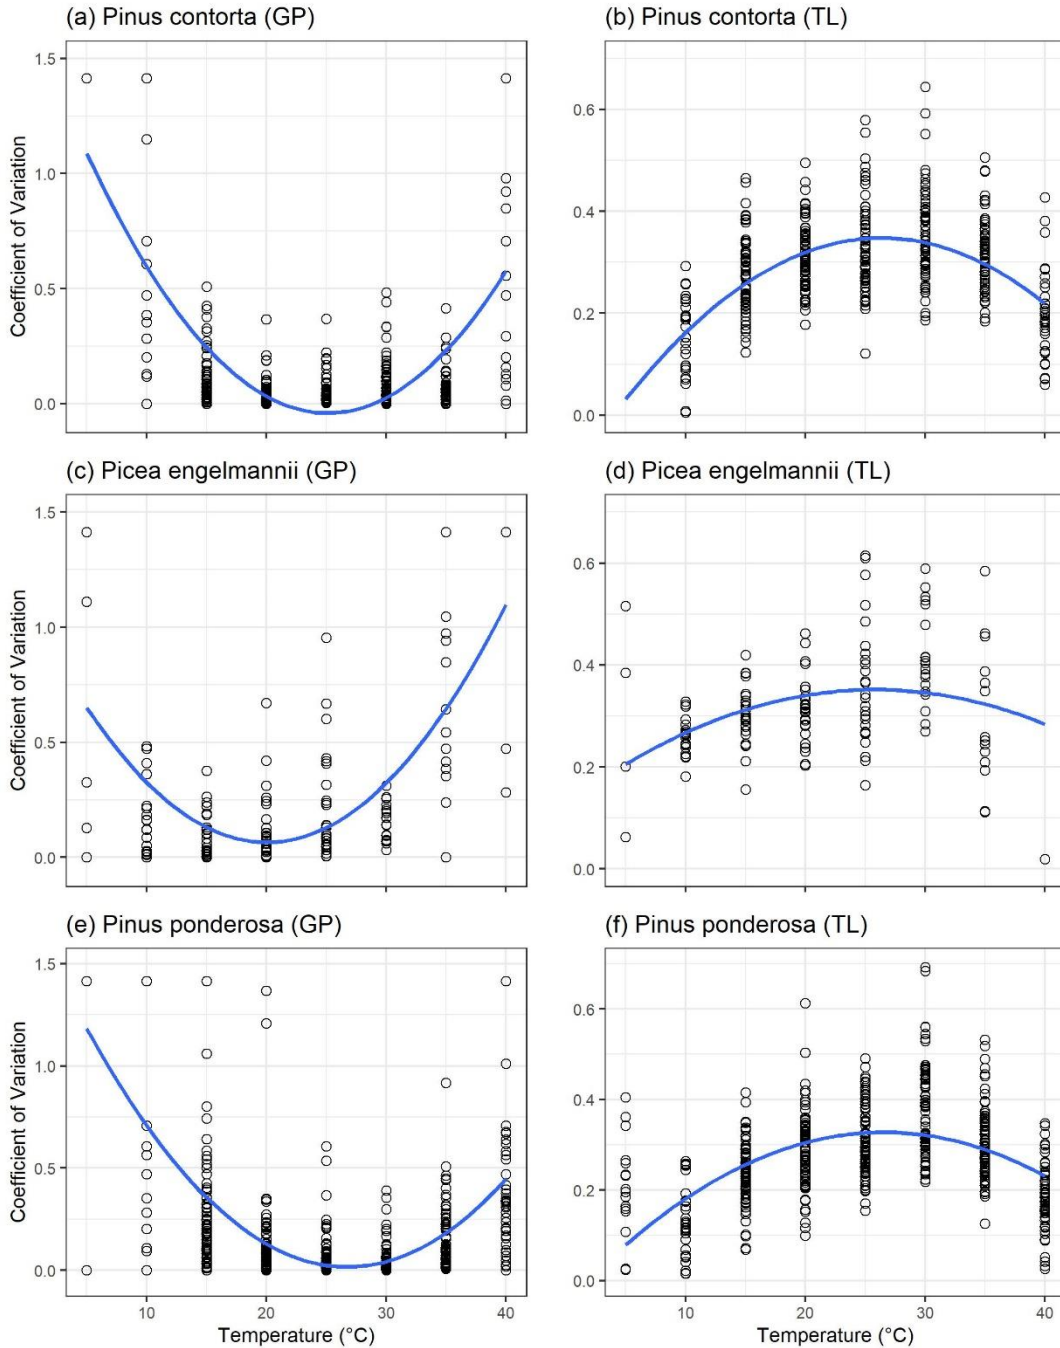 (a) Pinus contorta (GP)
1.5
1.0
0.5
0.0
Coefficient of Variation
(b) Pinus contorta (TL)
0.6
0.4
0.2
0.0
(c) Picea engelmannii (GP)
1.5
1.0
0.5
0.0
Coefficient of Variation
(d) Picea engelmannii (TL)
0.6
0.4
0.2
0.0
(e) Pinus ponderosa (GP)
1.5
1.0
0.5
0.0
Coefficient of Variation
10 20 30 40
Temperature (°C)
(f) Pinus ponderosa (TL)
0.6
0.4
0.2
0.0
10 20 30 40
Temperature (°C)